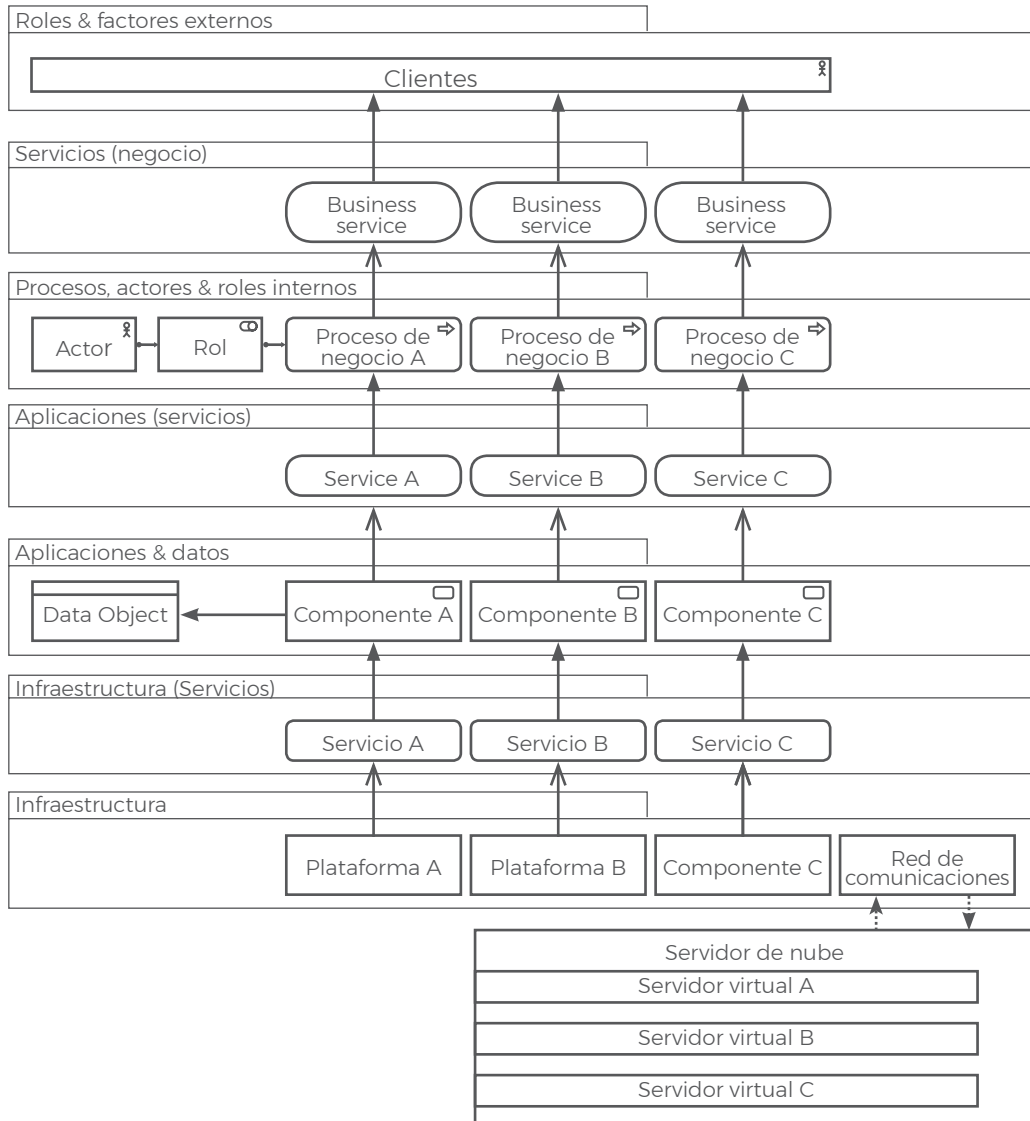 Roles & factores externos
Clientes
Servicios (negocio)
Business
service
Business
service
Business
service
Procesos, actores & roles internos
Actor
Rol
Proceso de
negocio A
Proceso de
negocio B
Proceso de
negocio C
Aplicaciones (servicios)
Service A
Service B
Service C
Aplicaciones & datos
Data Object
Componente A
Componente B
Componente C
Infraestructura (Servicios)
Servicio A
Servicio B
Servicio C
Infraestructura
Plataforma A
Plataforma B
Componente C
Red de
comunicaciones
Servidor de nube
Servidor virtual A
Servidor virtual B
Servidor virtual C